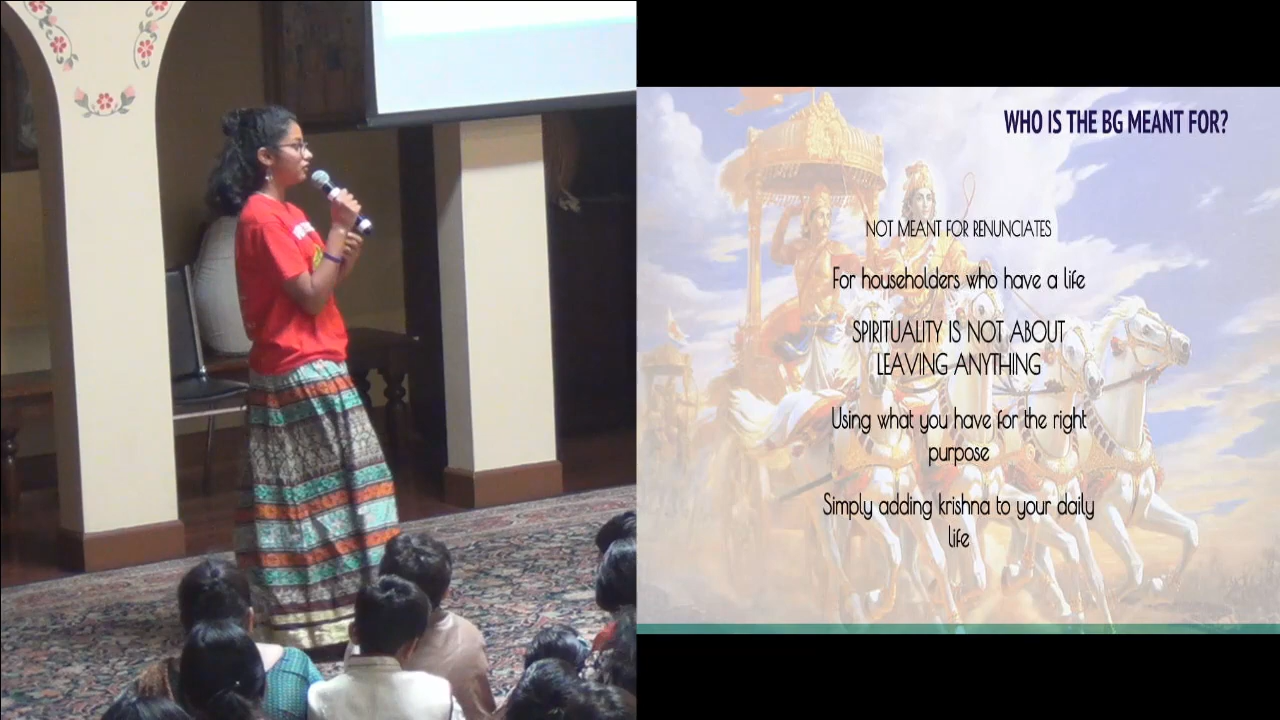 WHO IS THE BG MEANT FOR?
NOT MEANT FOR RENUNCIATES
For householders who have a life
SPIRITUALITY IS NOT ABOUT
LEAVING ANYTHING
Using what you have for the right
purpose
Simply adding krishna to your daily
life